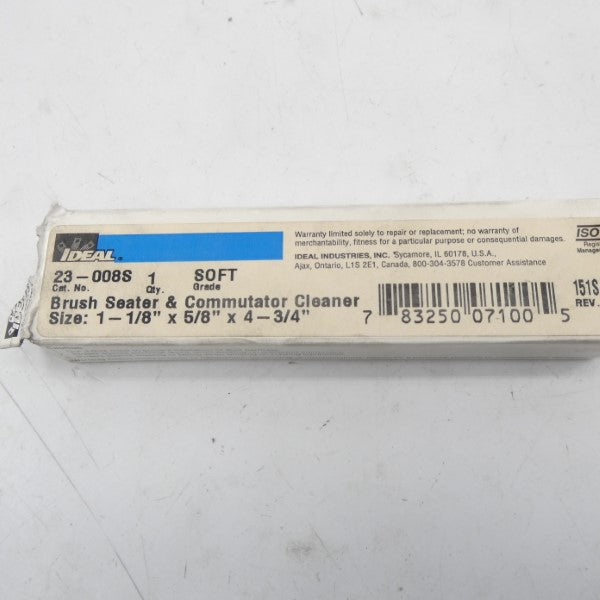 IDEAL®
Warranty limited solely to repair or replacement; no warranty of
merchantability, fitness for a particular purpose or consequential damages.
IDEAL INDUSTRIES, INC. Sycamore, IL 60178, U.S.A.,
Ajax, Ontario, L1S 2E1, Canada, 800-304-3578 Customer Assistance
ISO
23-008S 1 SOFT
Cat. No. Qty. Grade
Brush Seater & Commutator Cleaner
Size: 1-1/8" x 5/8" x 4-3/4"
7 83250 07100 5
151S
REV.